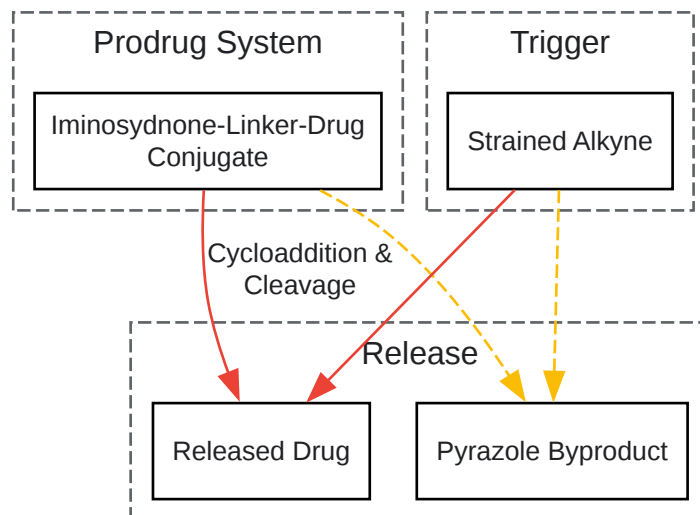 Prodrug System
Trigger
Iminosydnone-Linker-Drug
Conjugate
Strained Alkyne
Cycloaddition &
Cleavage
Release
Released Drug
Pyrazole Byproduct